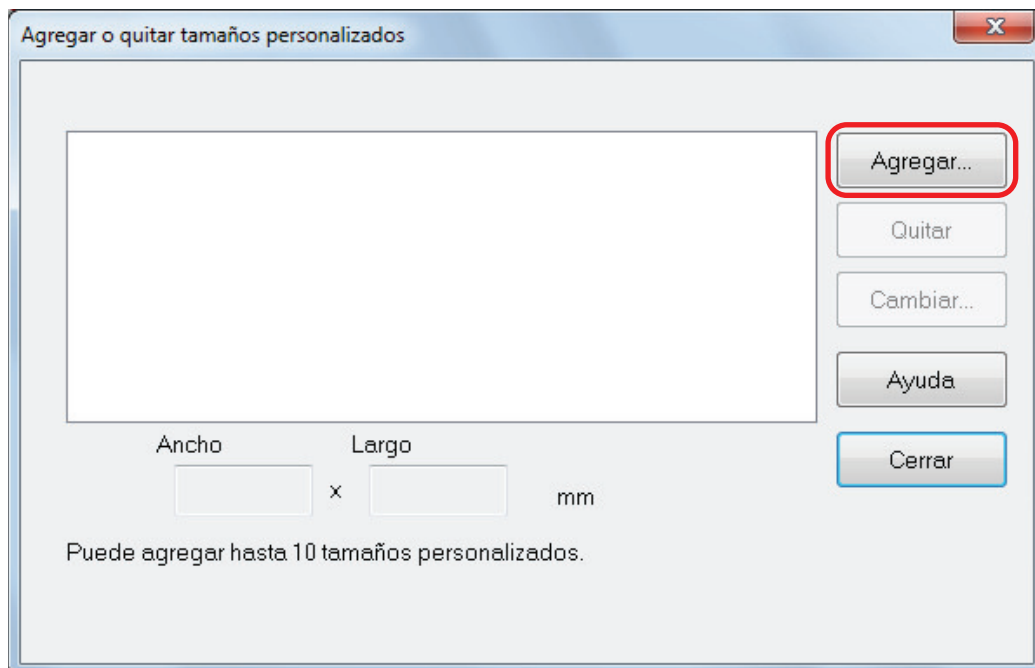 Agregar o quitar tamaños personalizados
Agregar...
Quitar
Cambiar...
Ayuda
Cerrar
Ancho Largo
x mm
Puede agregar hasta 10 tamaños personalizados.